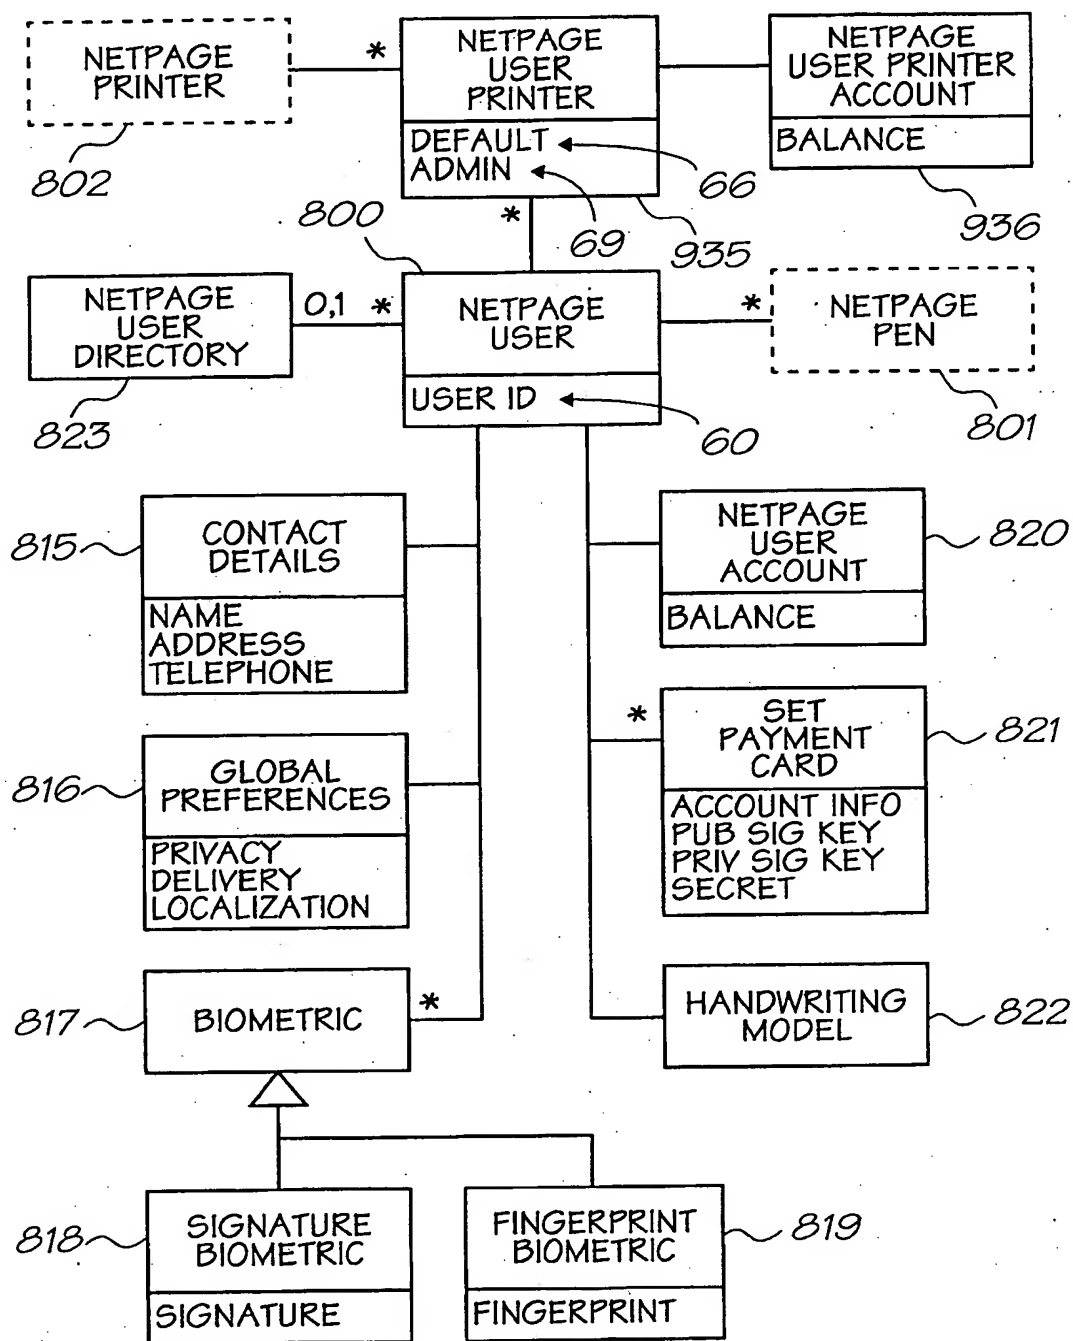 NETPAGE
PRINTER
802
*
NETPAGE
USER
PRINTER
DEFAULT
ADMIN
66
69
935
NETPAGE
USER PRINTER
ACCOUNT
BALANCE
936
*
800
NETPAGE
USER
DIRECTORY
823
0,1 *
NETPAGE
USER
USER ID
60
*
NETPAGE
PEN
801
815
CONTACT
DETAILS
NAME
ADDRESS
TELEPHONE
NETPAGE
USER
ACCOUNT
BALANCE
820
816
GLOBAL
PREFERENCES
PRIVACY
DELIVERY
LOCALIZATION
*
SET
PAYMENT
CARD
ACCOUNT INFO
PUB SIG KEY
PRIV SIG KEY
SECRET
821
817
BIOMETRIC
*
HANDWRITING
MODEL
822
818
SIGNATURE
BIOMETRIC
SIGNATURE
FINGERPRINT
BIOMETRIC
FINGERPRINT
819